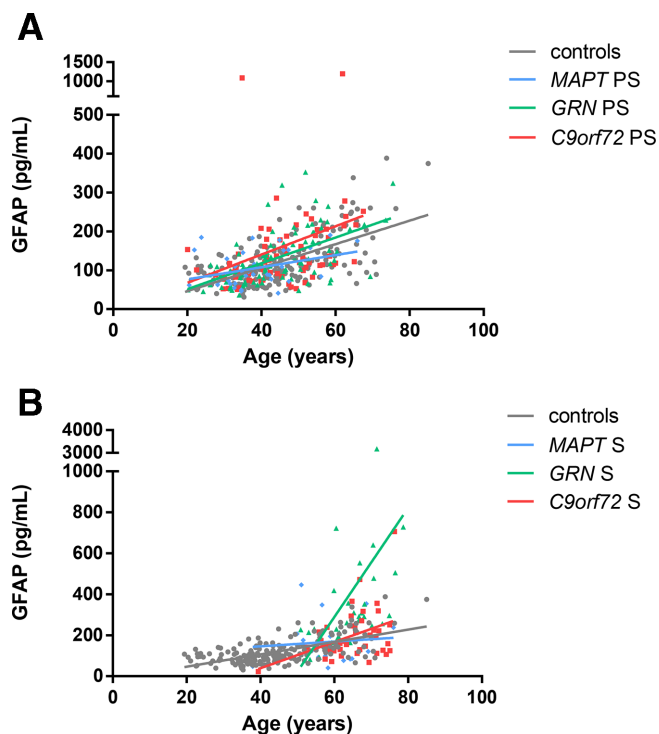 A
1500
1000
500
400
300
200
100
0
GFAP (pg/mL)
0 20 40 60 80 100
Age (years)
controls
MAPT PS
GRN PS
C9orf72 PS
B
4000
3000
1000
800
600
400
200
0
GFAP (pg/mL)
0 20 40 60 80 100
Age (years)
controls
MAPT S
GRN S
C9orf72 S